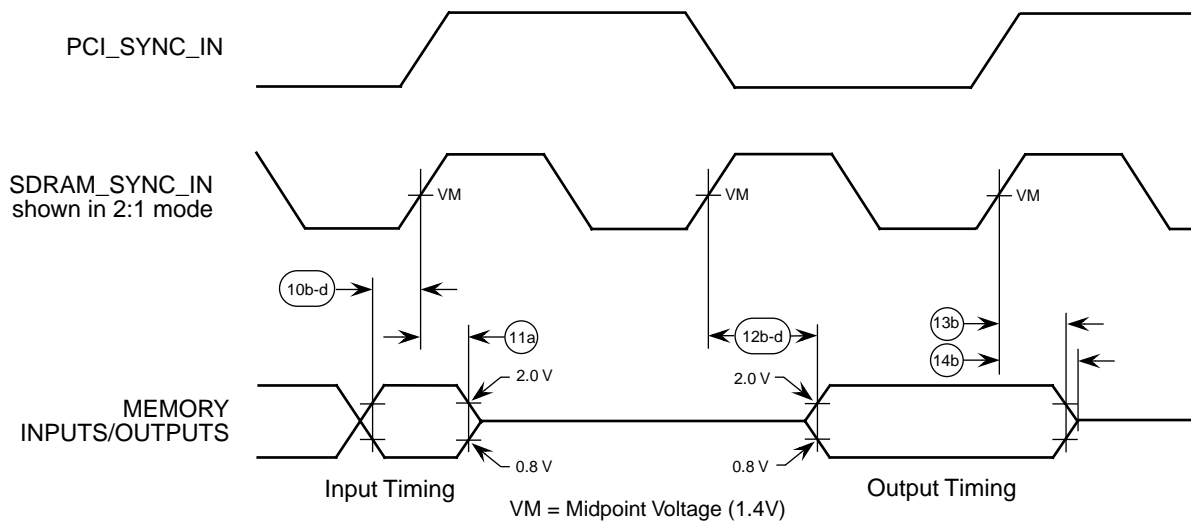 PCI_SYNC_IN
SDRAM_SYNC_IN
shown in 2:1 mode
VM
VM
VM
10b-d
11a
12b-d
13b
14b
2.0 V
2.0 V
MEMORY
INPUTS/OUTPUTS
0.8 V
0.8 V
Input Timing
Output Timing
VM = Midpoint Voltage (1.4V)